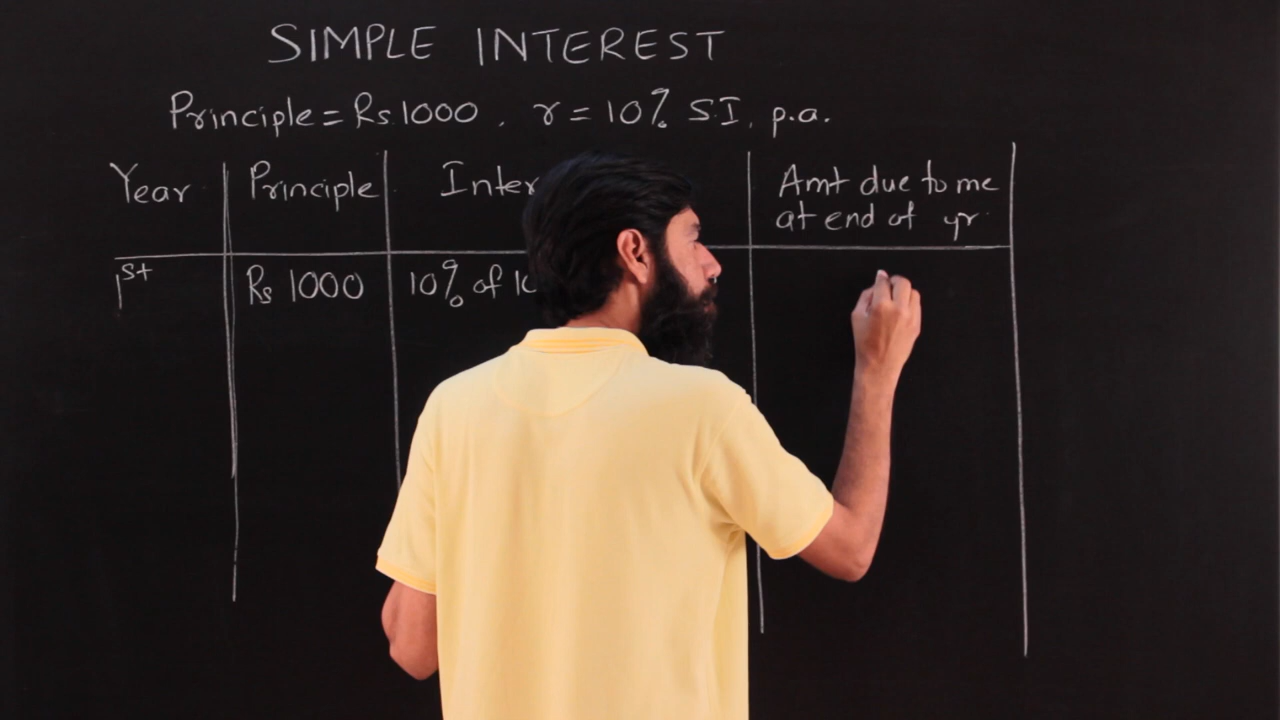 SIMPLE INTEREST
Principle = Rs 1000 , r = 10% S.I. p.a.
Year Principle Amt due to me
at end of yr.
1st Rs 1000 10% of